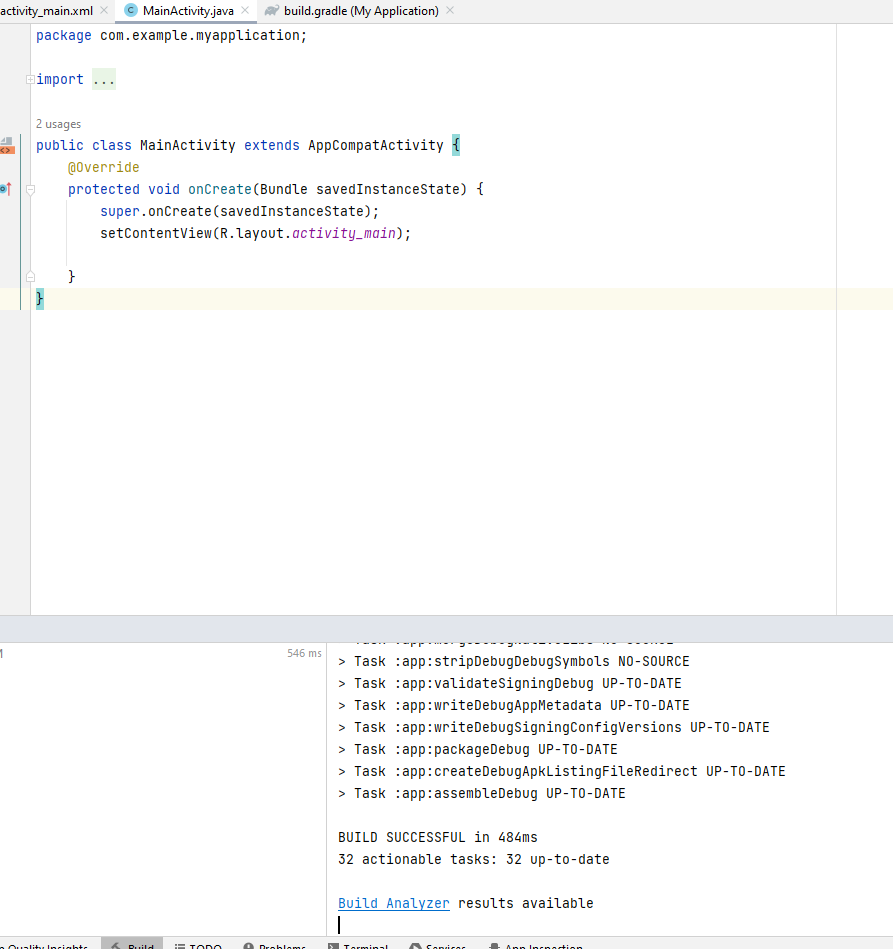 activity_main.xml MainActivity.java build.gradle (My Application)
package com.example.myapplication;
import ...
2 usages
public class MainActivity extends AppCompatActivity {
@Override
protected void onCreate(Bundle savedInstanceState) {
super.onCreate(savedInstanceState);
setContentView(R.layout.activity_main);
}
}
546 ms
> Task :app:stripDebugDebugSymbols NO-SOURCE
> Task :app:validateSigningDebug UP-TO-DATE
> Task :app:writeDebugAppMetadata UP-TO-DATE
> Task :app:writeDebugSigningConfigVersions UP-TO-DATE
> Task :app:packageDebug UP-TO-DATE
> Task :app:createDebugApkListingFileRedirect UP-TO-DATE
> Task :app:assembleDebug UP-TO-DATE
BUILD SUCCESSFUL in 484ms
32 actionable tasks: 32 up-to-date
Build Analyzer results available
Quality Insights Build TODO Problems Terminal Services App Inspection